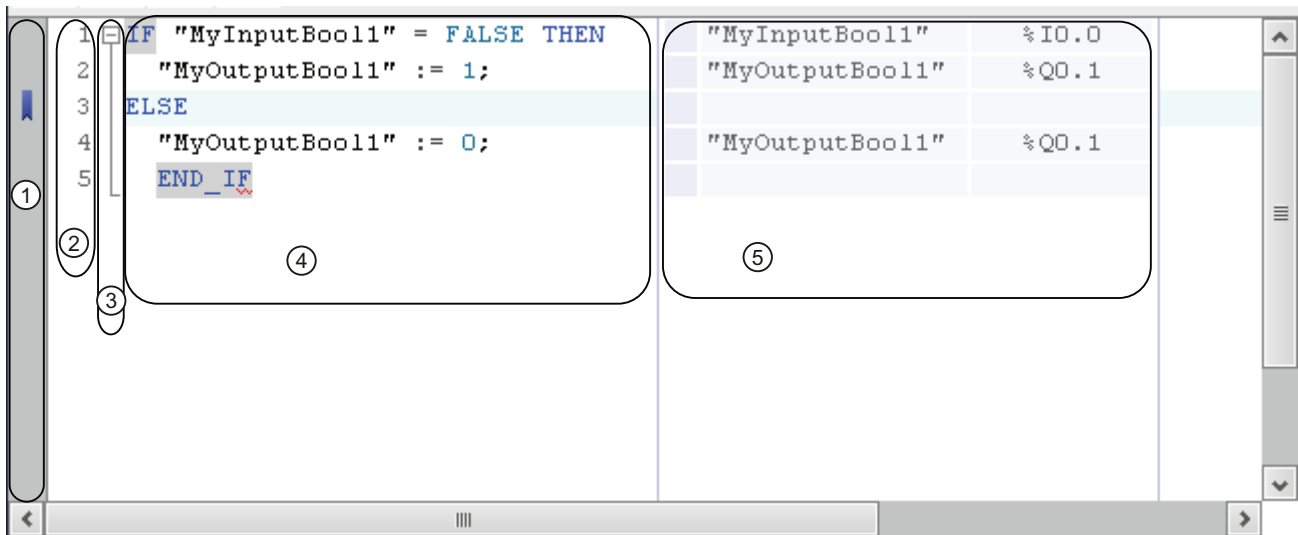 1 IF "MyInputBool1" = FALSE THEN "MyInputBool1" %I0.0
2 "MyOutputBool1" := 1; "MyOutputBool1" %Q0.1
3 ELSE
4 "MyOutputBool1" := 0; "MyOutputBool1" %Q0.1
5 END_IF
1
2
3
4
5